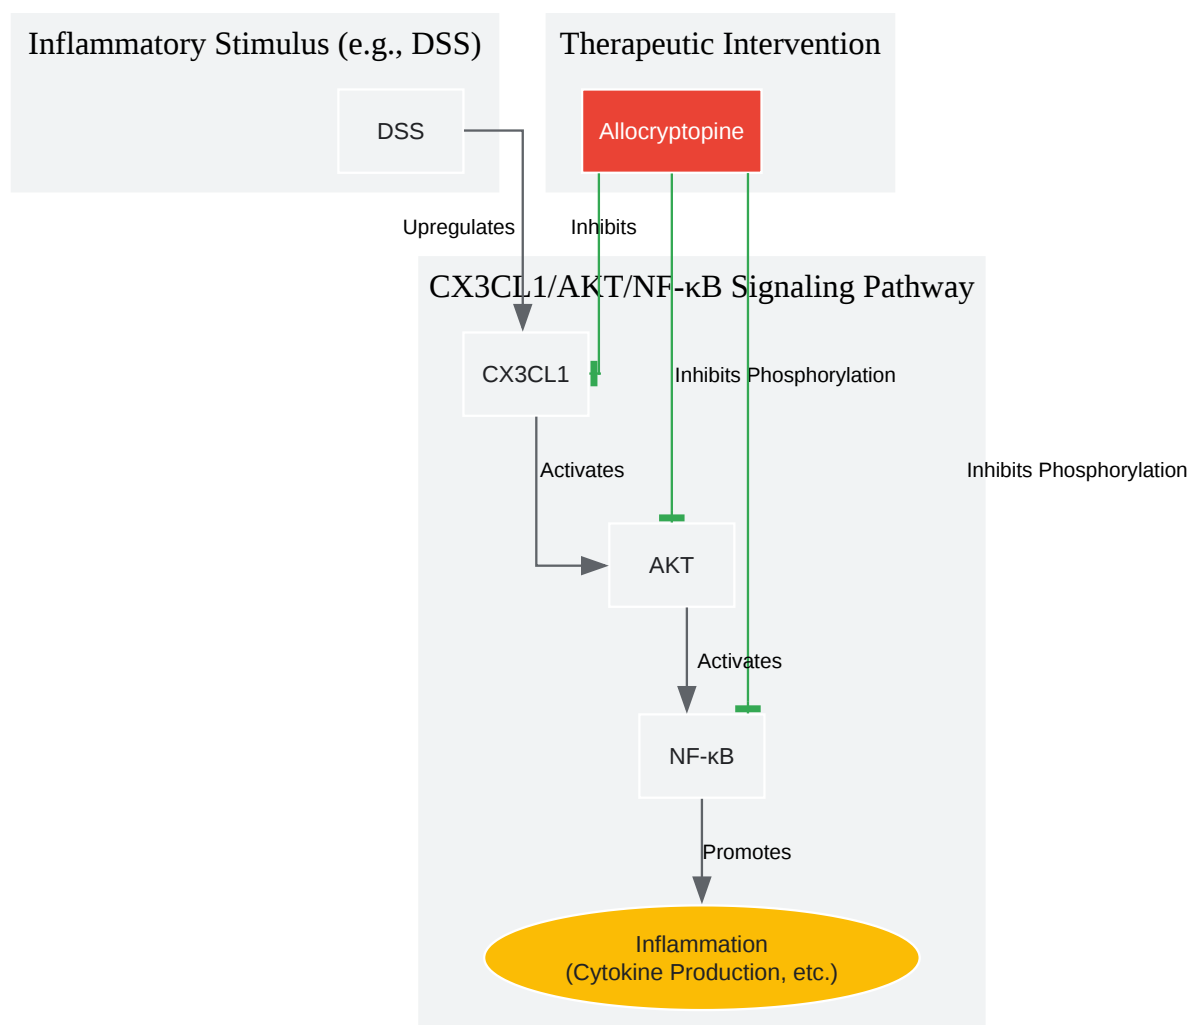 Inflammatory Stimulus (e.g., DSS)
Therapeutic Intervention
DSS
Allocryptopine
Upregulates
Inhibits
CX3CL1/AKT/NF-κB Signaling Pathway
CX3CL1
Inhibits Phosphorylation
Activates
Inhibits Phosphorylation
AKT
Activates
NF-κB
Promotes
Inflammation
(Cytokine Production, etc.)